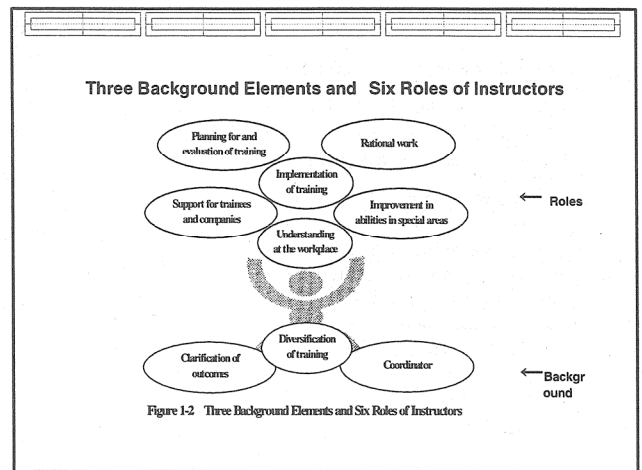 Three Background Elements and Six Roles of Instructors
Planning for and
evaluation of training
Rational work
Implementation
of training
Support for trainees
and companies
Improvement in
abilities in special areas
← Roles
Understanding
at the workplace
Diversification
of training
Clarification of
outcomes
Coordinator
← Backgr
ound
Figure 1-2 Three Background Elements and Six Roles of Instructors